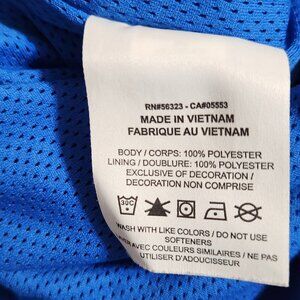 RN#56323 - CA#05553
MADE IN VIETNAM
FABRIQUE AU VIETNAM
BODY / CORPS: 100% POLYESTER
LINING / DOUBLURE: 100% POLYESTER
EXCLUSIVE OF DECORATION /
DECORATION NON COMPRISE
30C
WASH WITH LIKE COLORS / DO NOT USE
SOFTENERS
AVEC COULEURS SIMILAIRES / NE PAS
UTILISER D'ADOUCISSEUR